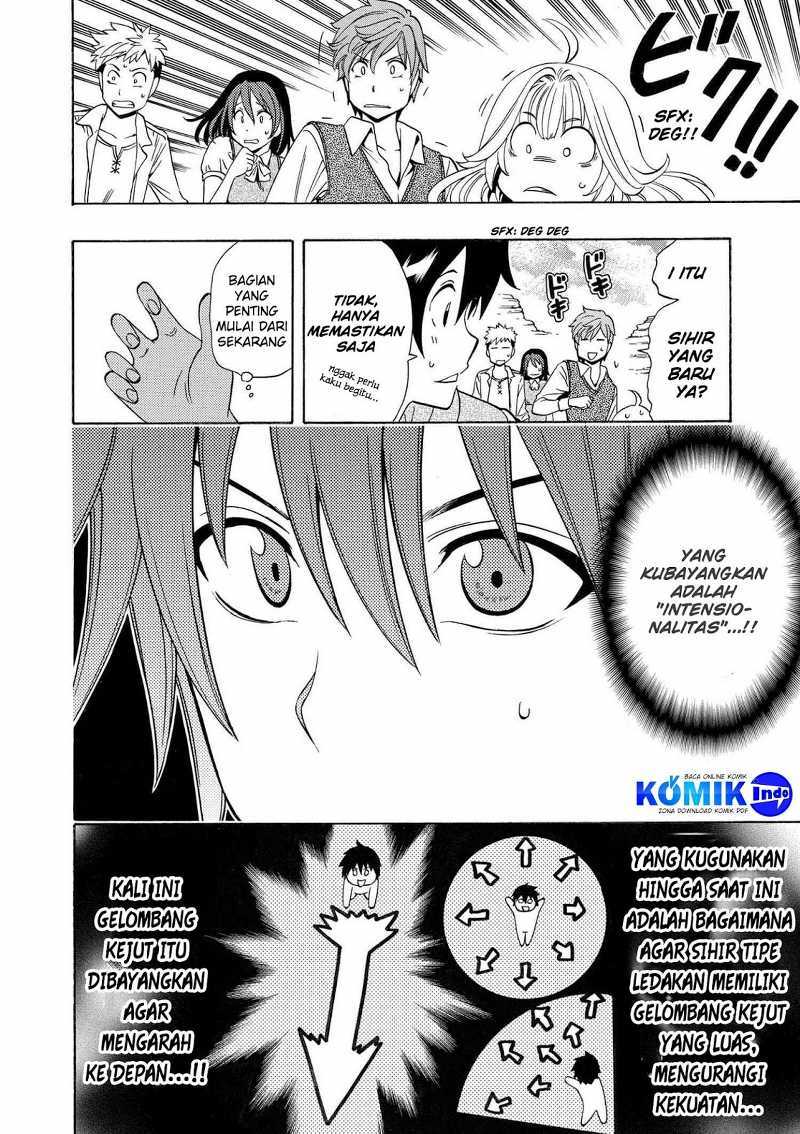 ビクッ!!
SFX:
DEG!!
SFX: DEG DEG
I ITU
SIHIR YANG
BARU
YA?
ドキ
ドキ
TIDAK,
HANYA
MEMASTIKAN
SAJA
nggak perlu
kaku begitu...
BAGIAN
YANG
PENTING
MULAI DARI
SEKARANG
YANG
KUBAYANGKAN
ADALAH
"INTENSIO-
NALITAS"...!!
BACA ONLINE KOMIK
KOMIK Indo
ZONA DOWNLOAD KOMIK PDF
YANG KUGUNAKAN
HINGGA SAAT INI
ADALAH BAGAIMANA
AGAR SIHIR TIPE
LEDAKAN MEMILIKI
GELOMBANG KEJUT
YANG LUAS,
MENGURANGI
KEKUATAN...
KALI INI
GELOMBANG
KEJUT ITU
DIBAYANGKAN
AGAR
MENGARAH
KE DEPAN...!!